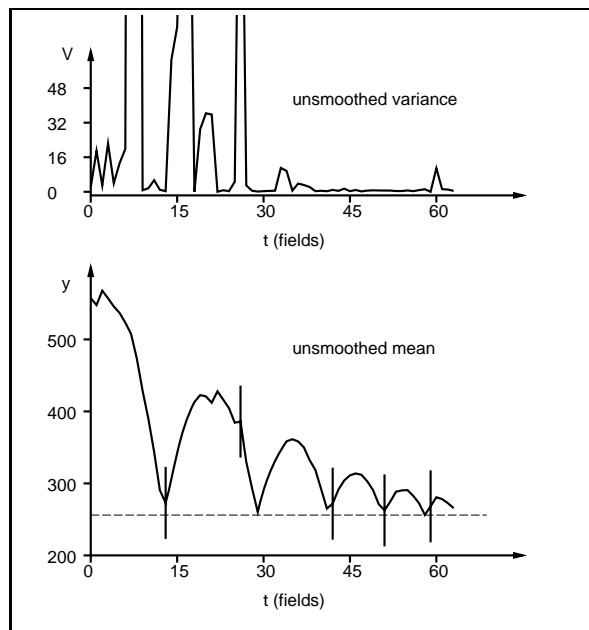 V
48
32
16
0
unsmoothed variance
0 15 30 45 60
t (fields)
y
500
400
300
200
unsmoothed mean
0 15 30 45 60
t (fields)